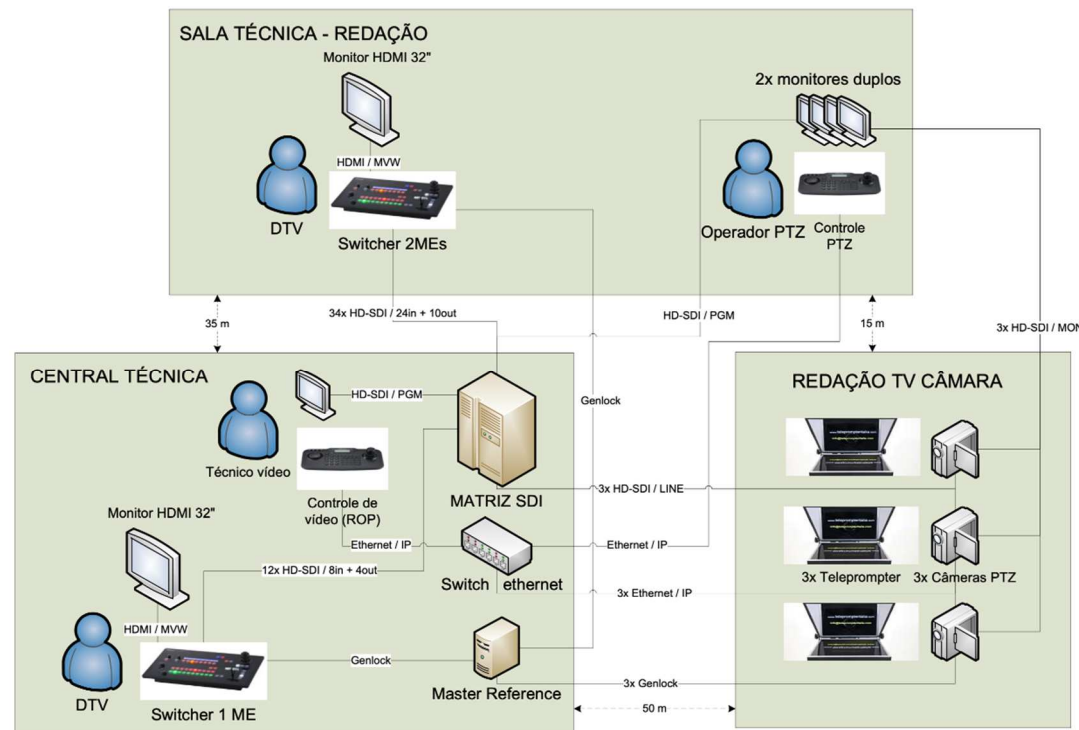 SALA TÉCNICA - REDAÇÃO
Monitor HDMI 32"
2x monitores duplos
HDMI / MVW
DTV
Switcher 2MEs
Operador PTZ
Controle
PTZ
34x HD-SDI / 24in + 10out
HD-SDI / PGM
35 m
15 m
3x HD-SDI / MON
CENTRAL TÉCNICA
REDAÇÃO TV CÂMARA
HD-SDI / PGM
Genlock
Técnico vídeo
MATRIZ SDI
3x HD-SDI / LINE
Controle de
vídeo (ROP)
Monitor HDMI 32"
Ethernet / IP
Ethernet / IP
12x HD-SDI / 8in + 4out
Switch ethernet
3x Teleprompter
3x Câmeras PTZ
3x Ethernet / IP
HDMI / MVW
Genlock
Master Reference
3x Genlock
DTV
Switcher 1 ME
50 m